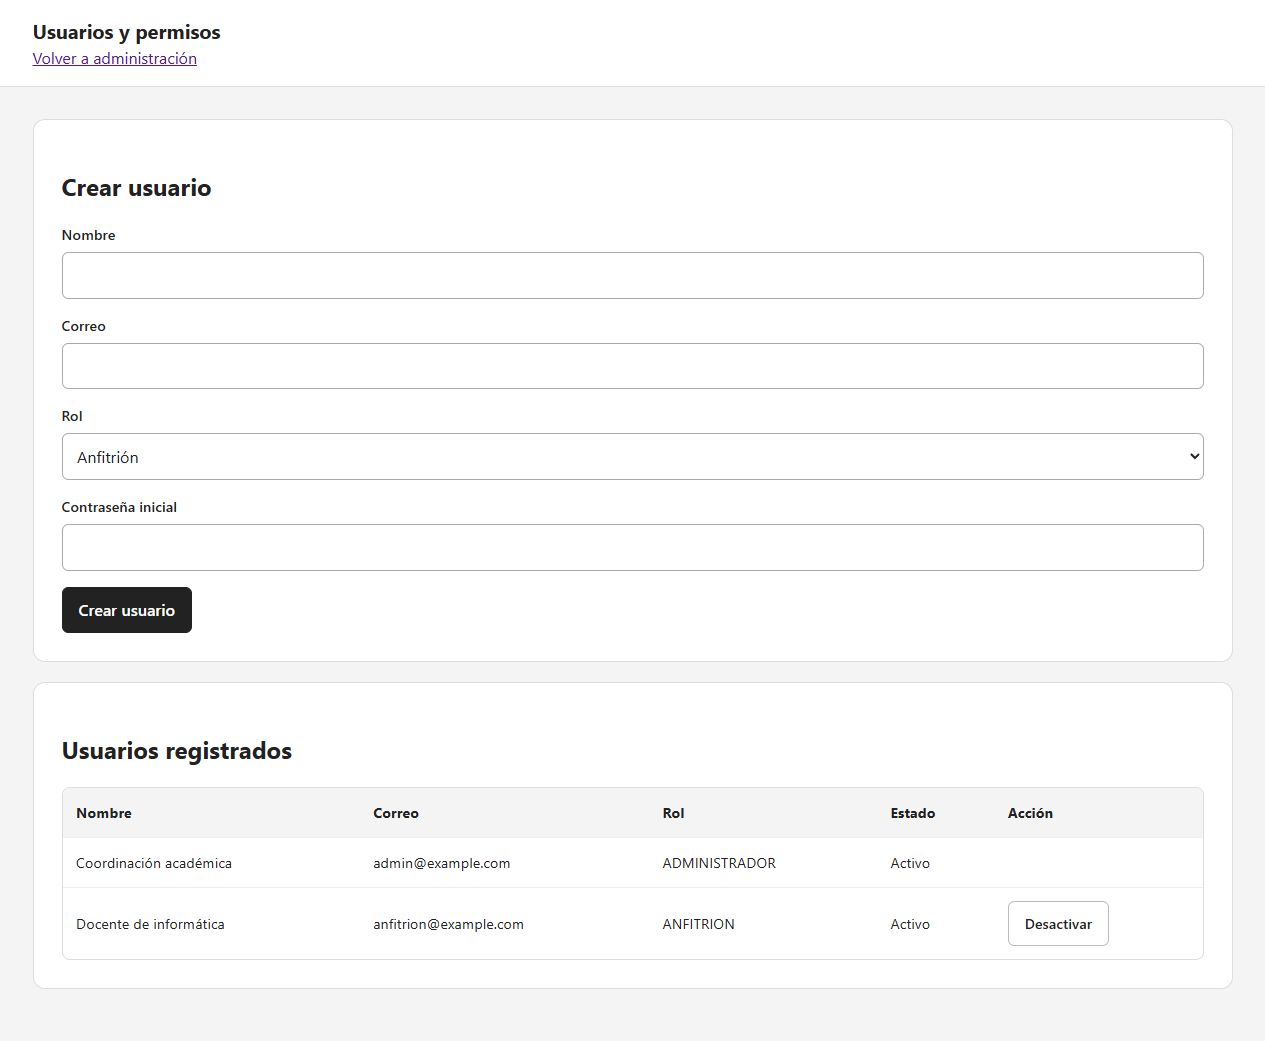 Usuarios y permisos
Volver a administración
Crear usuario
Nombre
Correo
Rol
Anfitrión
Contraseña inicial
Crear usuario
Usuarios registrados
Nombre Correo Rol Estado Acción
Coordinación académica admin@example.com ADMINISTRADOR Activo
Docente de informática anfitrion@example.com ANFITRION Activo Desactivar